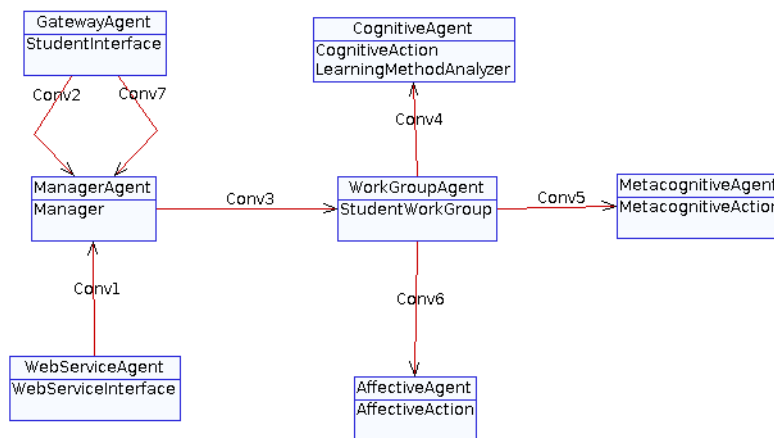 GatewayAgent
StudentInterface
CognitiveAgent
CognitiveAction
LearningMethodAnalyzer
Conv2
Conv7
Conv4
ManagerAgent
Manager
Conv3
WorkGroupAgent
StudentWorkGroup
Conv5
MetacognitiveAgent
MetacognitiveAction
Conv1
Conv6
WebServiceAgent
WebServiceInterface
AffectiveAgent
AffectiveAction